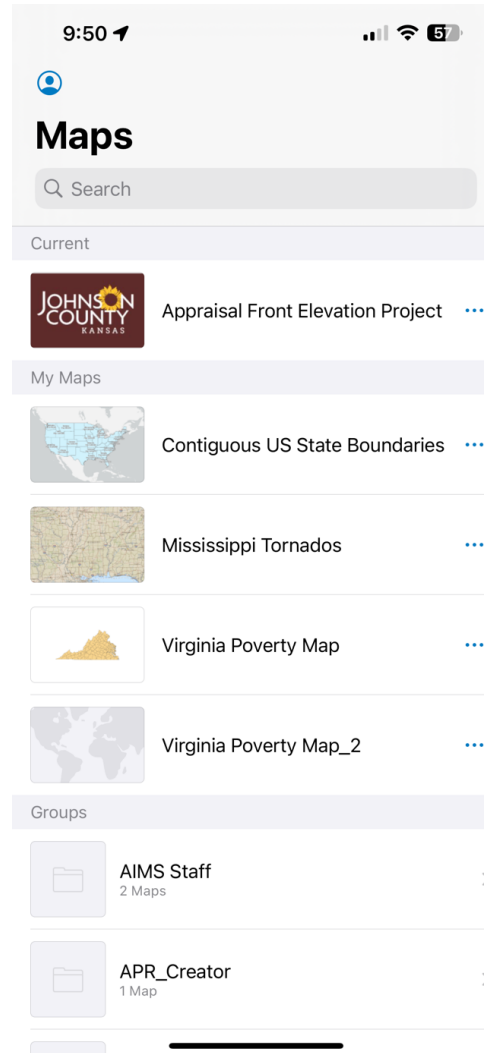 9:50
57
Maps
Search
Current
JOHNSON
COUNTY
KANSAS
Appraisal Front Elevation Project
My Maps
Contiguous US State Boundaries
Mississippi Tornados
Virginia Poverty Map
Virginia Poverty Map_2
Groups
AIMS Staff
2 Maps
APR_Creator
1 Map